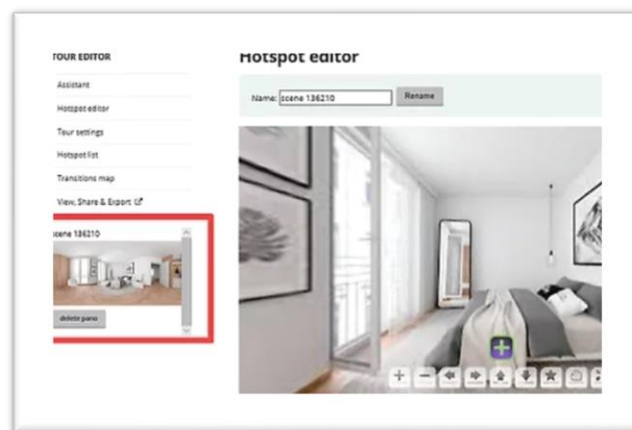 TOUR EDITOR
Assistant
Hotspot editor
Tour settings
Hotspot list
Transitions map
View, Share & Export
scene 136210
delete pano
Hotspot editor
Name: scene 136210 Rename